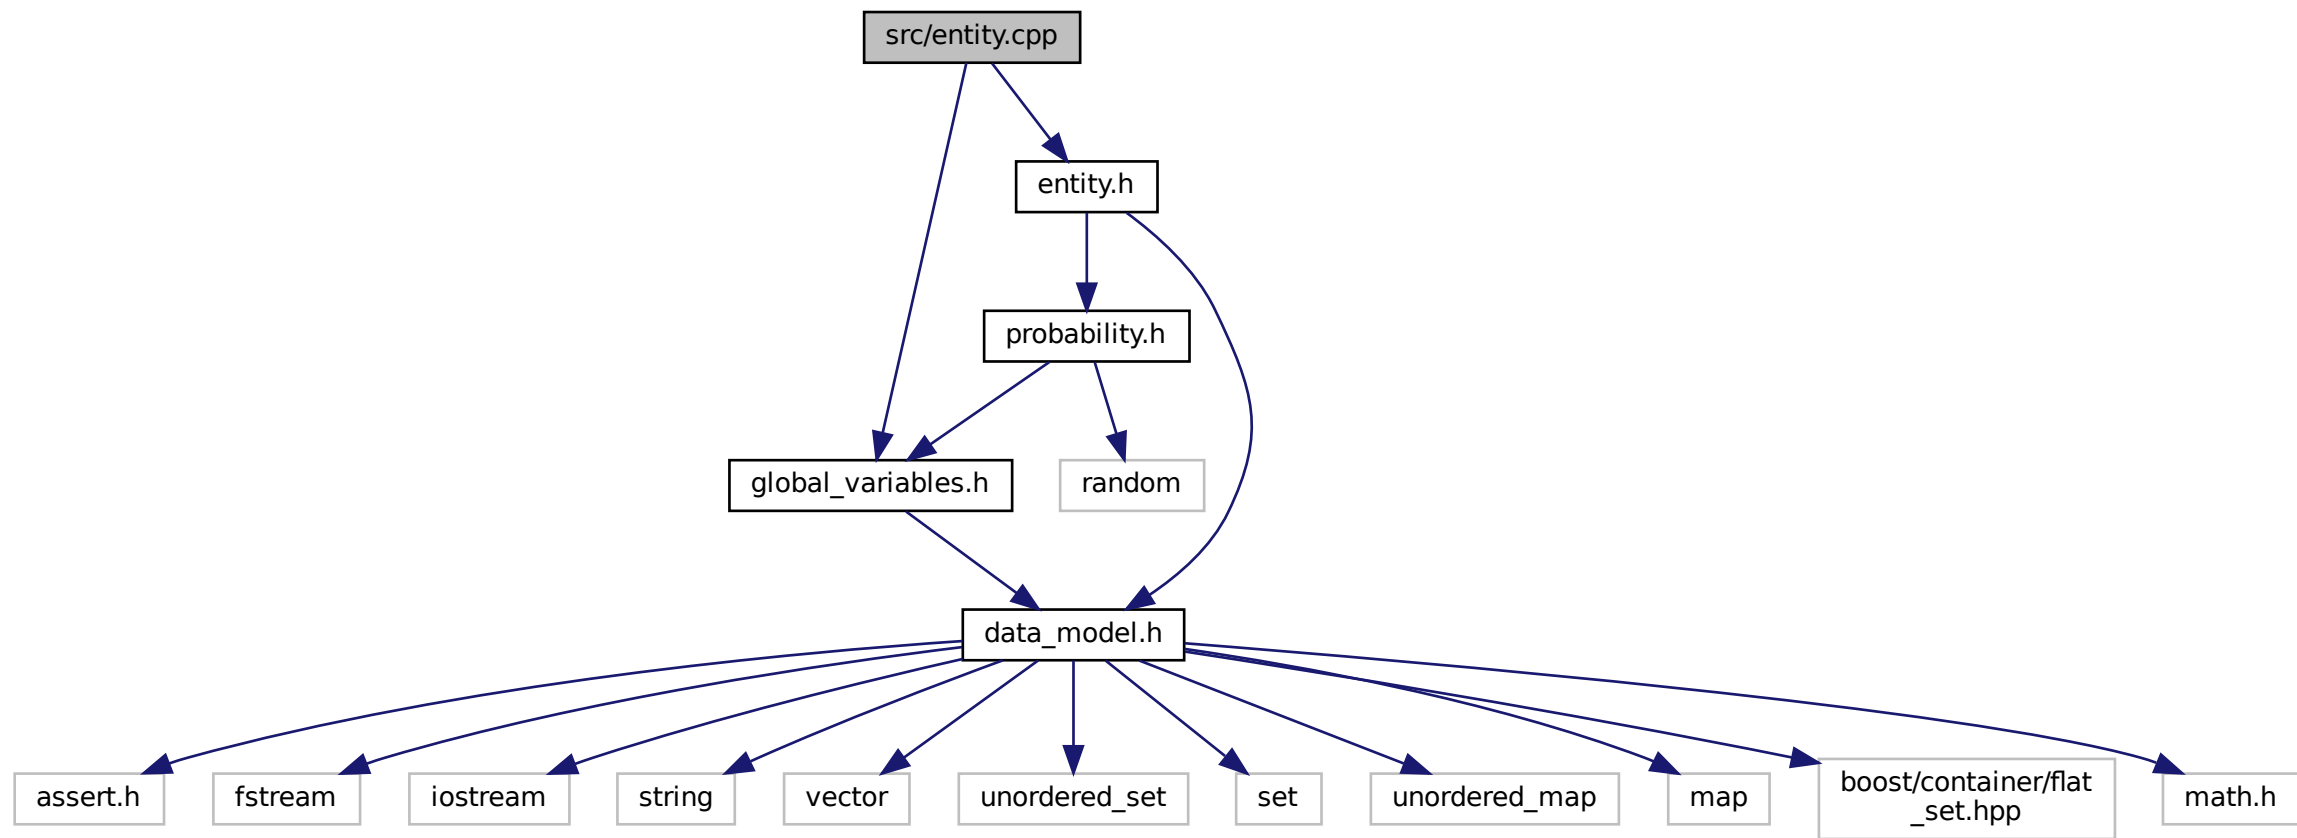 src/entity.cpp
entity.h
probability.h
global_variables.h
random
data_model.h
assert.h
fstream
iostream
string
vector
unordered_set
set
unordered_map
map
boost/container/flat
_set.hpp
math.h